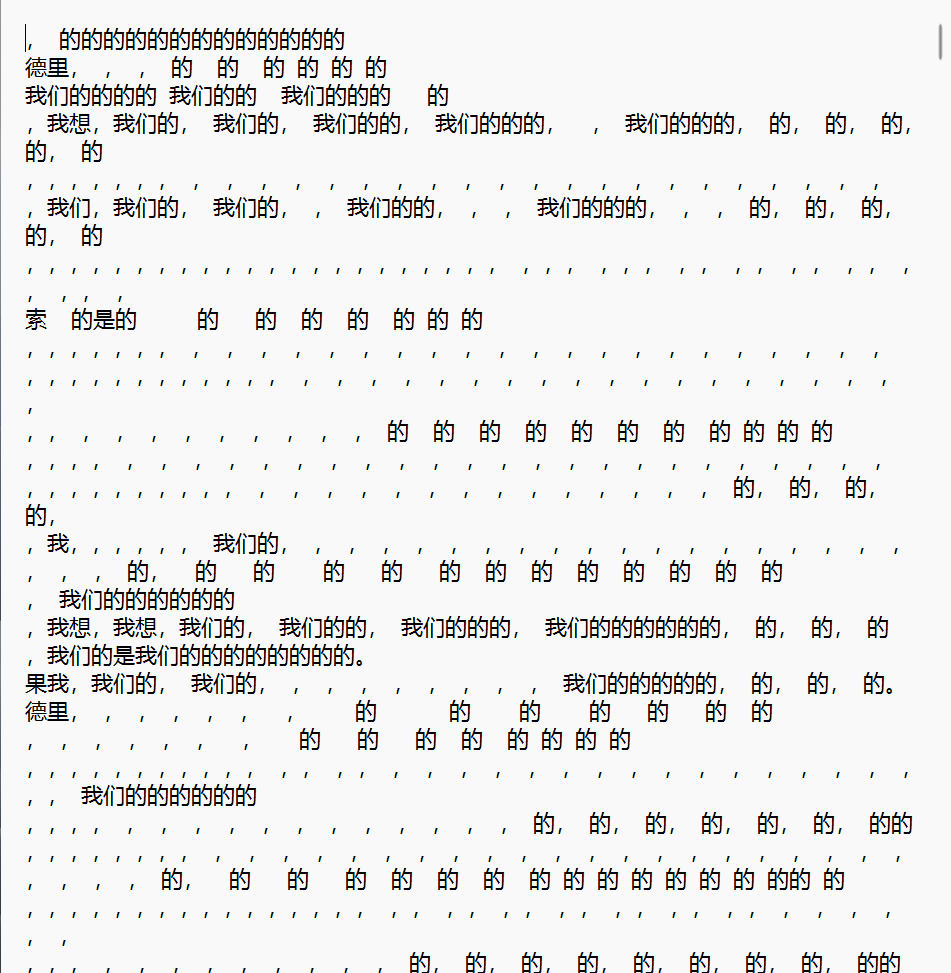 ， 的的的的的的的的的的的的的
德里， ， ， 的 的 的 的 的 的
我们的的的的 我们的的 我们的的的 的
，我想，我们的， 我们的， 我们的的， 我们的的的， ， 我们的的的， 的， 的， 的，
的， 的
，，，，，，， ， ， ， ， ， ， ， ， ， ， ， ， ， ， ， ， ， ， ， ， ，
，我们，我们的， 我们的， ， 我们的的， ， ， 我们的的的， ， ， 的， 的， 的，
的， 的
，，，，，，，，，，，，，，，，，，，，，， ，，， ，，， ，， ，， ，， ，， ，
， ，，， ，
索 的是的 的 的 的 的 的 的 的
，，，，，，， ， ， ， ， ， ， ， ， ， ， ， ， ， ， ， ， ， ， ， ， ，
，，，，，，，，，，，， ， ， ， ， ， ， ， ， ， ， ， ， ， ， ， ， ， ，
，
，， ， ， ， ， ， ， ， ， ， 的 的 的 的 的 的 的 的 的 的 的
，，，，， ， ， ， ， ， ， ， ， ， ， ， ， ， ， ， ， ， ， ， ， ， ， ，
，，，，，，，，，，， ， ， ， ， ， ， ， ， ， ， ， ， ， ， 的， 的， 的，
的，
，我，，，，，， 我们的， ， ， ， ， ， ， ， ， ， ， ， ， ， ， ， ， ， ，
， ， ， 的， 的 的 的 的 的 的 的 的 的 的 的 的
， 我们的的的的的的
，我想，我想，我们的， 我们的的， 我们的的的， 我们的的的的的的， 的， 的， 的
，我们的是我们的的的的的的的的。
果我，我们的， 我们的， ， ， ， ， ， ， ， ， 我们的的的的的， 的， 的， 的。
德里， ， ， ， ， ， ， 的 的 的 的 的 的 的
， ， ， ， ， ， ， 的 的 的 的 的 的 的 的
，，，，，，，，，，， ，， ，， ， ， ， ， ， ， ， ， ， ， ， ， ， ， ， ，
，， 我们的的的的的的
，，，， ， ， ， ， ， ， ， ， ， ， ， ， 的， 的， 的， 的， 的， 的， 的的
，，，，，，，， ， ， ， ， ， ， ， ， ， ， ， ， ， ， ， ， ， ， ， ， ，
， ， ， ， 的， 的 的 的 的 的 的 的 的 的 的 的 的 的 的 的的 的
，，，，，，，，，，，，，，，， ，， ，， ，， ，， ，， ，， ， ， ， ，
， ，
，，， ， ， ， ， ， ， ， ， ， 的， 的， 的， 的， 的， 的， 的， 的， 的的